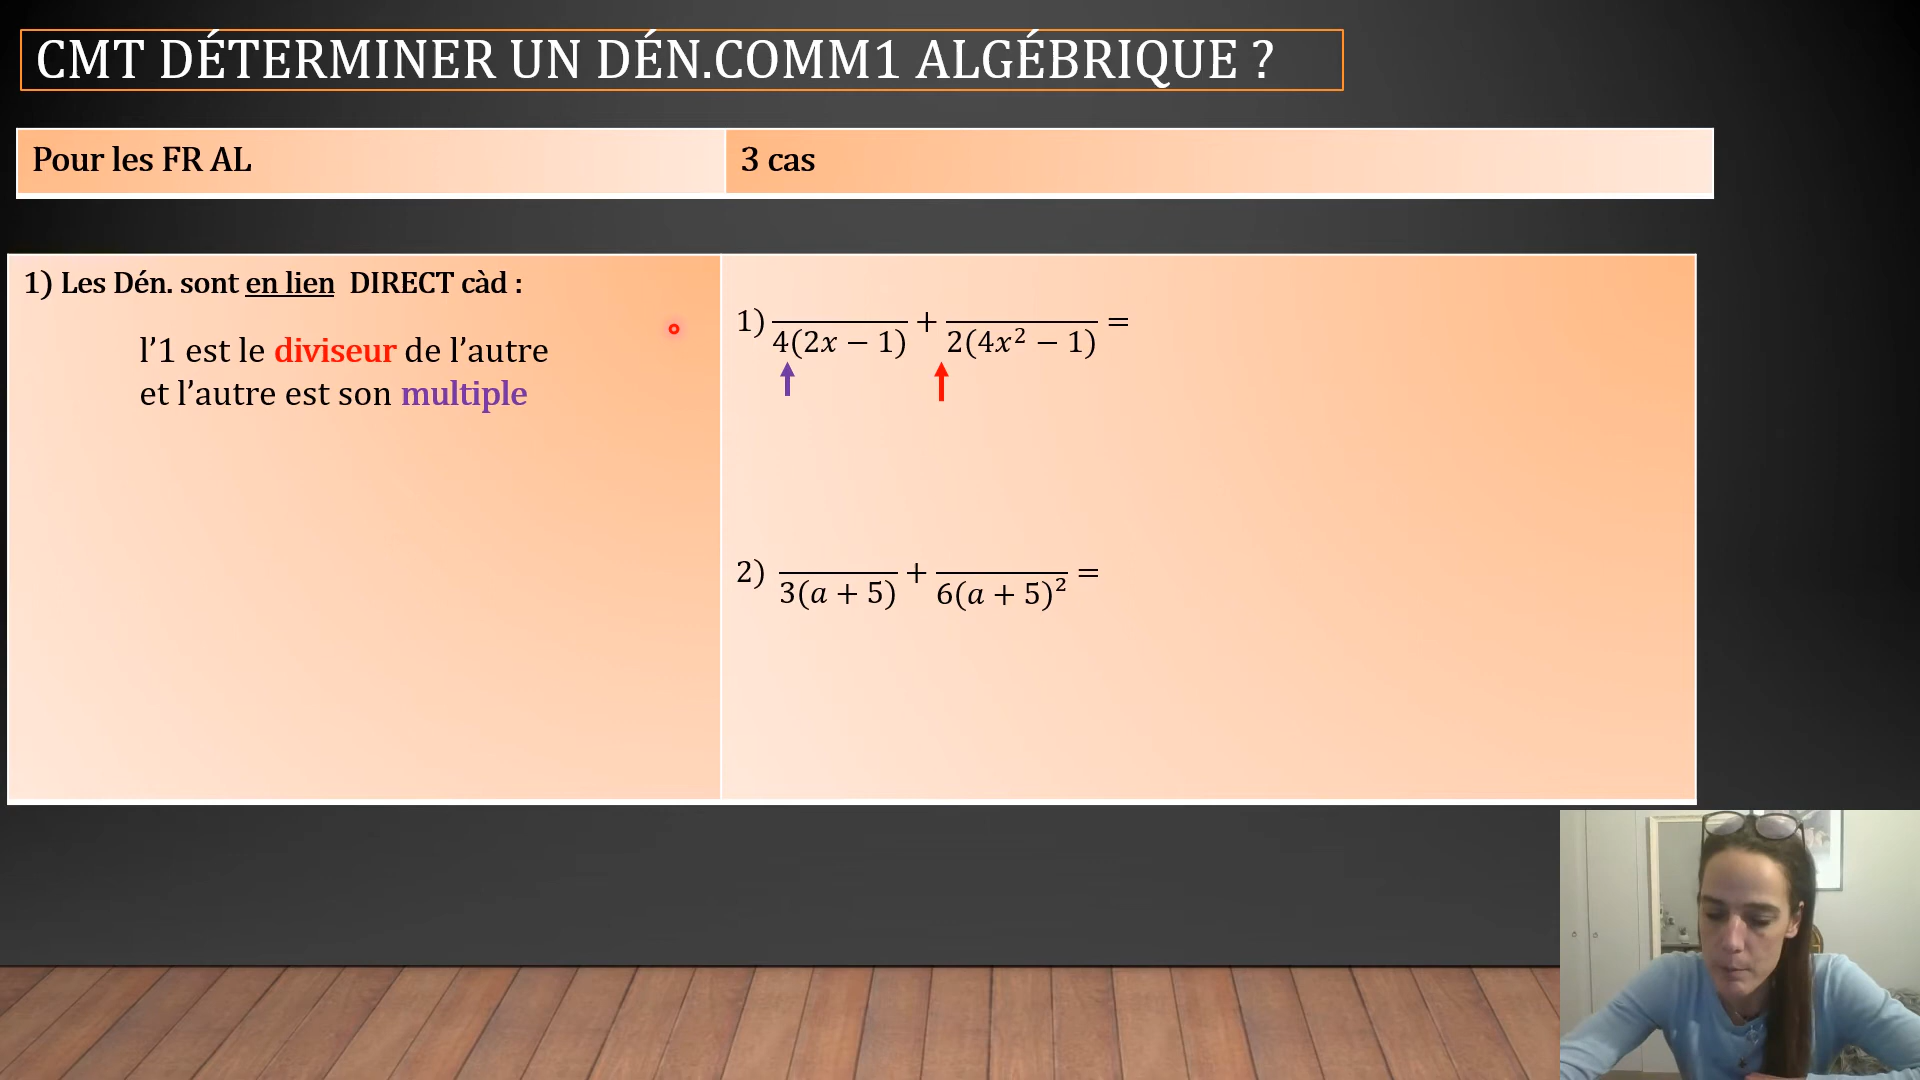 CMT DÉTERMINER UN DÉN.COMM1 ALGÉBRIQUE ?
Pour les FR AL
3 cas
1) Les Dén. sont en lien DIRECT càd :
l’1 est le diviseur de l’autre
et l’autre est son multiple
1) ‾/4(2x − 1) + ‾/2(4x² − 1) =
2) ‾/3(a + 5) + ‾/6(a + 5)² =